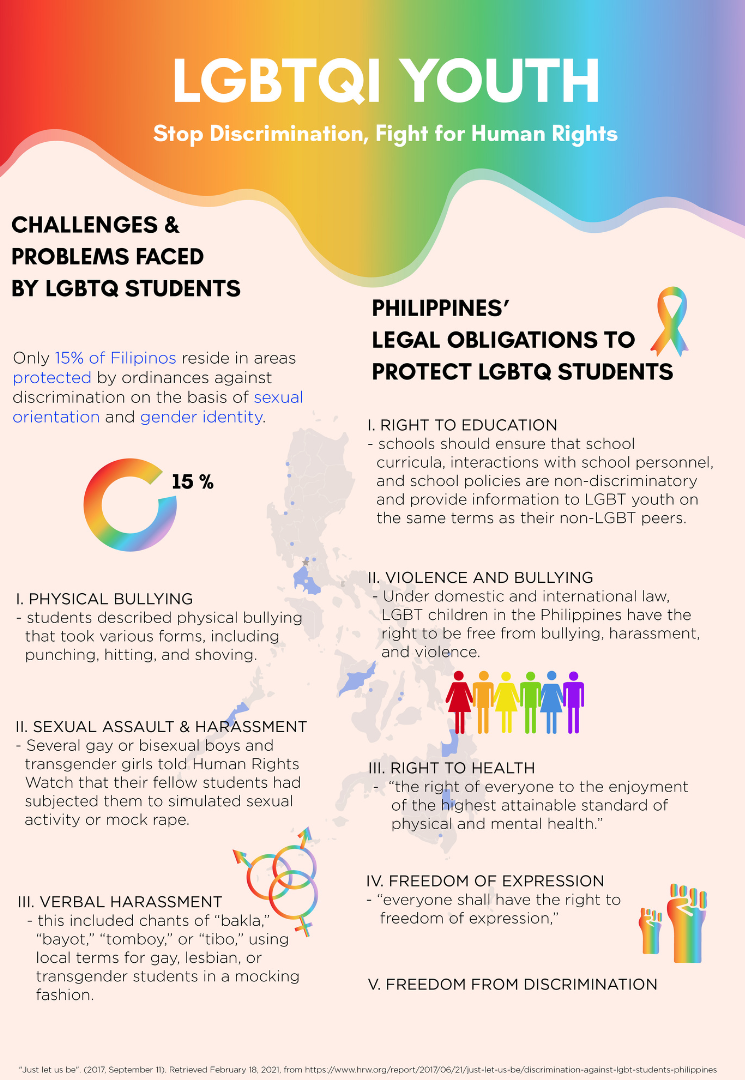 LGBTQI YOUTH
Stop Discrimination, Fight for Human Rights
CHALLENGES &
PROBLEMS FACED
BY LGBTQ STUDENTS
Only 15% of Filipinos reside in areas
protected by ordinances against
discrimination on the basis of sexual
orientation and gender identity.
15 %
I. PHYSICAL BULLYING
- students described physical bullying
that took various forms, including
punching, hitting, and shoving.
II. SEXUAL ASSAULT & HARASSMENT
- Several gay or bisexual boys and
transgender girls told Human Rights
Watch that their fellow students had
subjected them to simulated sexual
activity or mock rape.
III. VERBAL HARASSMENT
- this included chants of “bakla,”
“bayot,” “tomboy,” or “tibo,” using
local terms for gay, lesbian, or
transgender students in a mocking
fashion.
PHILIPPINES’
LEGAL OBLIGATIONS TO
PROTECT LGBTQ STUDENTS
I. RIGHT TO EDUCATION
- schools should ensure that school
curricula, interactions with school personnel,
and school policies are non-discriminatory
and provide information to LGBT youth on
the same terms as their non-LGBT peers.
II. VIOLENCE AND BULLYING
- Under domestic and international law,
LGBT children in the Philippines have the
right to be free from bullying, harassment,
and violence.
III. RIGHT TO HEALTH
- “the right of everyone to the enjoyment
of the highest attainable standard of
physical and mental health.”
IV. FREEDOM OF EXPRESSION
- “everyone shall have the right to
freedom of expression,”
V. FREEDOM FROM DISCRIMINATION
"Just let us be". (2017, September 11). Retrieved February 18, 2021, from https://www.hrw.org/report/2017/06/21/just-let-us-be/discrimination-against-lgbt-students-philippines